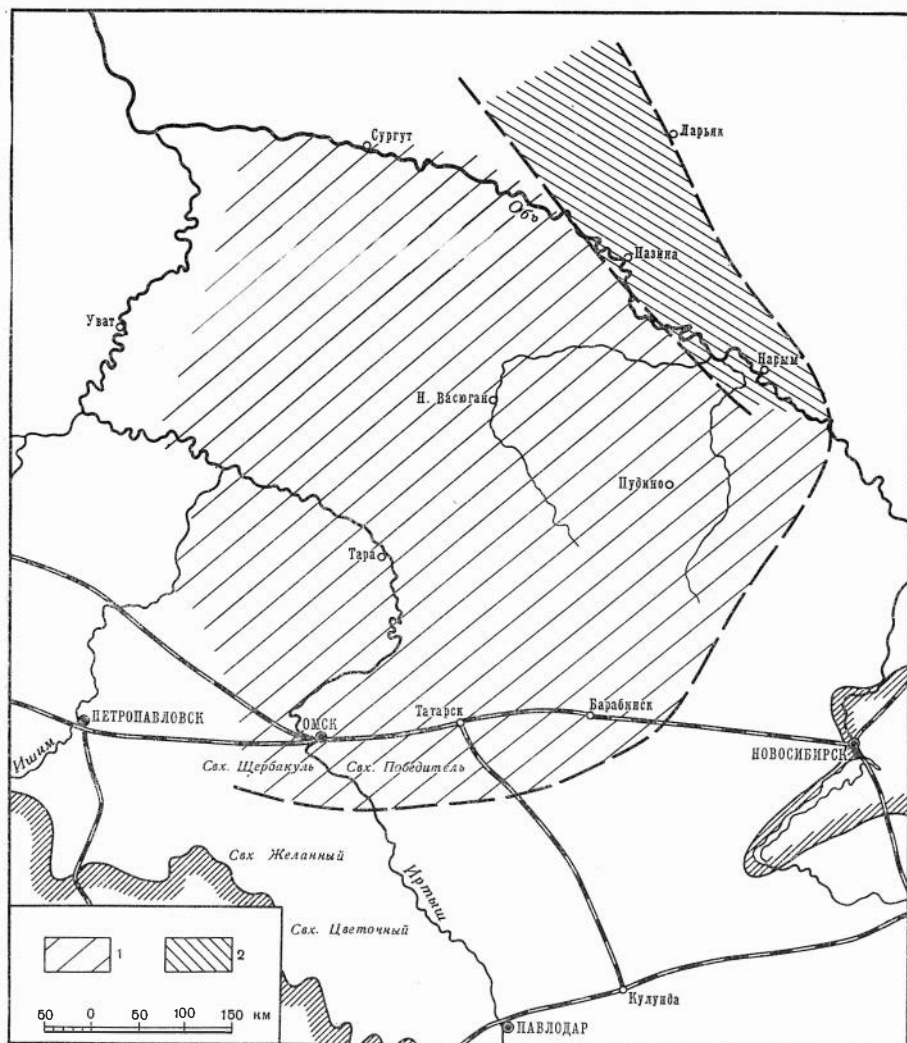 Сургут
Ларьяк
Обь
Назина
Уват
Нарым
Н. Васюган
Пудино
Тара
ПЕТРОПАВЛОВСК
ОМСК
Татарск
Барабинск
НОВОСИБИРСК
Ишим
Свх. Щербакуль
Свх. Победитель
Свх Желанный
Иртыш
Свх. Цветочный
1
2
Кулунда
50 0 50 100 150 км
ПАВЛОДАР